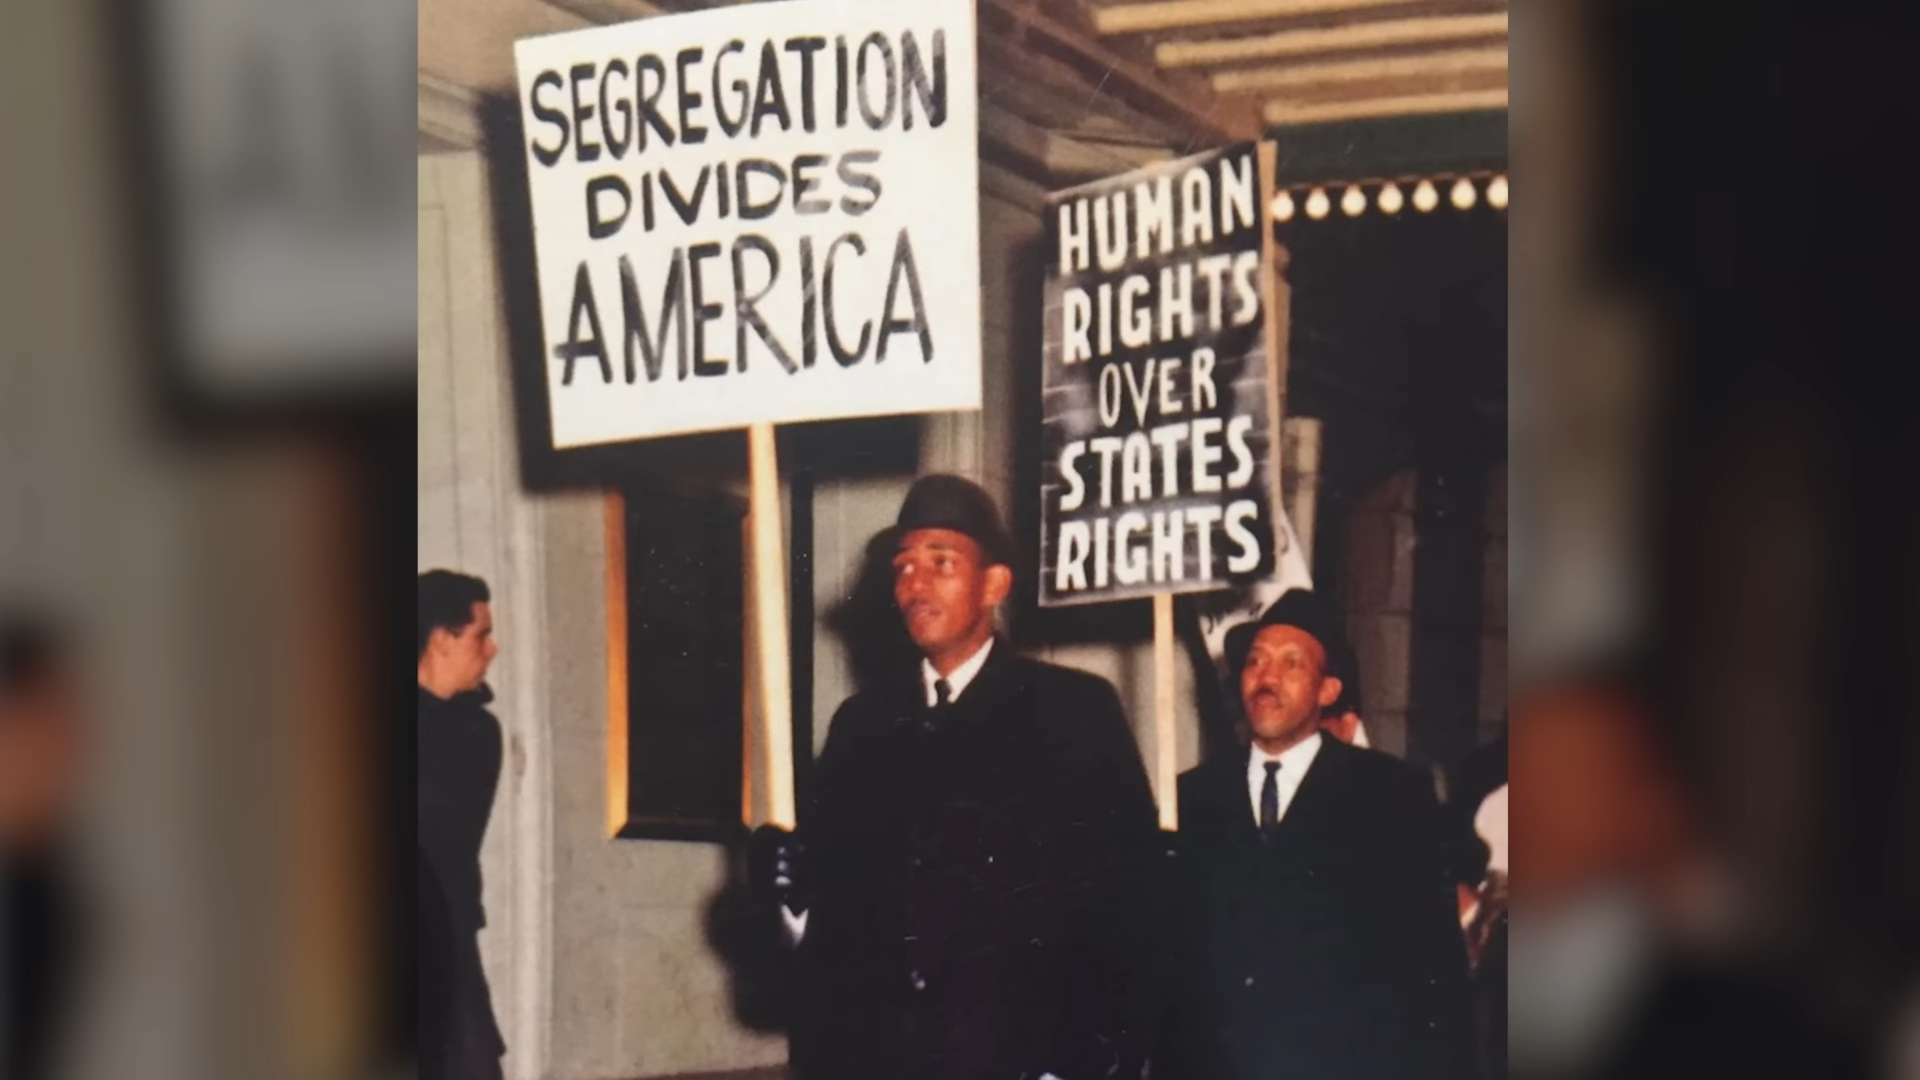 SEGREGATION
DIVIDES
AMERICA
HUMAN
RIGHTS
OVER
STATES
RIGHTS